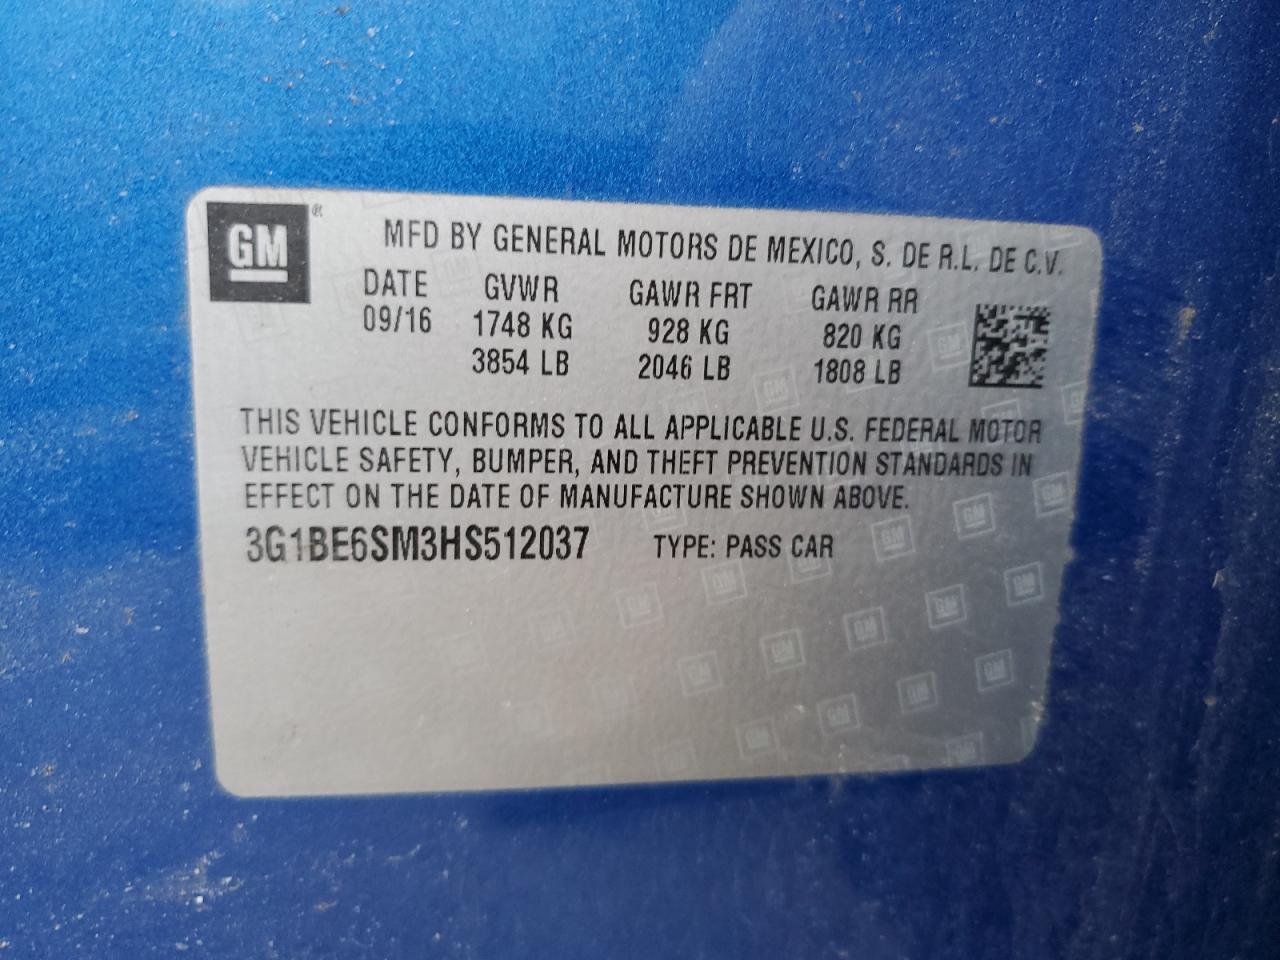 GM®
MFD BY GENERAL MOTORS DE MEXICO, S. DE R.L. DE C.V.
DATE GVWR GAWR FRT GAWR RR
09/16 1748 KG 928 KG 820 KG
3854 LB 2046 LB 1808 LB
THIS VEHICLE CONFORMS TO ALL APPLICABLE U.S. FEDERAL MOTOR
VEHICLE SAFETY, BUMPER, AND THEFT PREVENTION STANDARDS IN
EFFECT ON THE DATE OF MANUFACTURE SHOWN ABOVE.
3G1BE6SM3HS512037 TYPE: PASS CAR